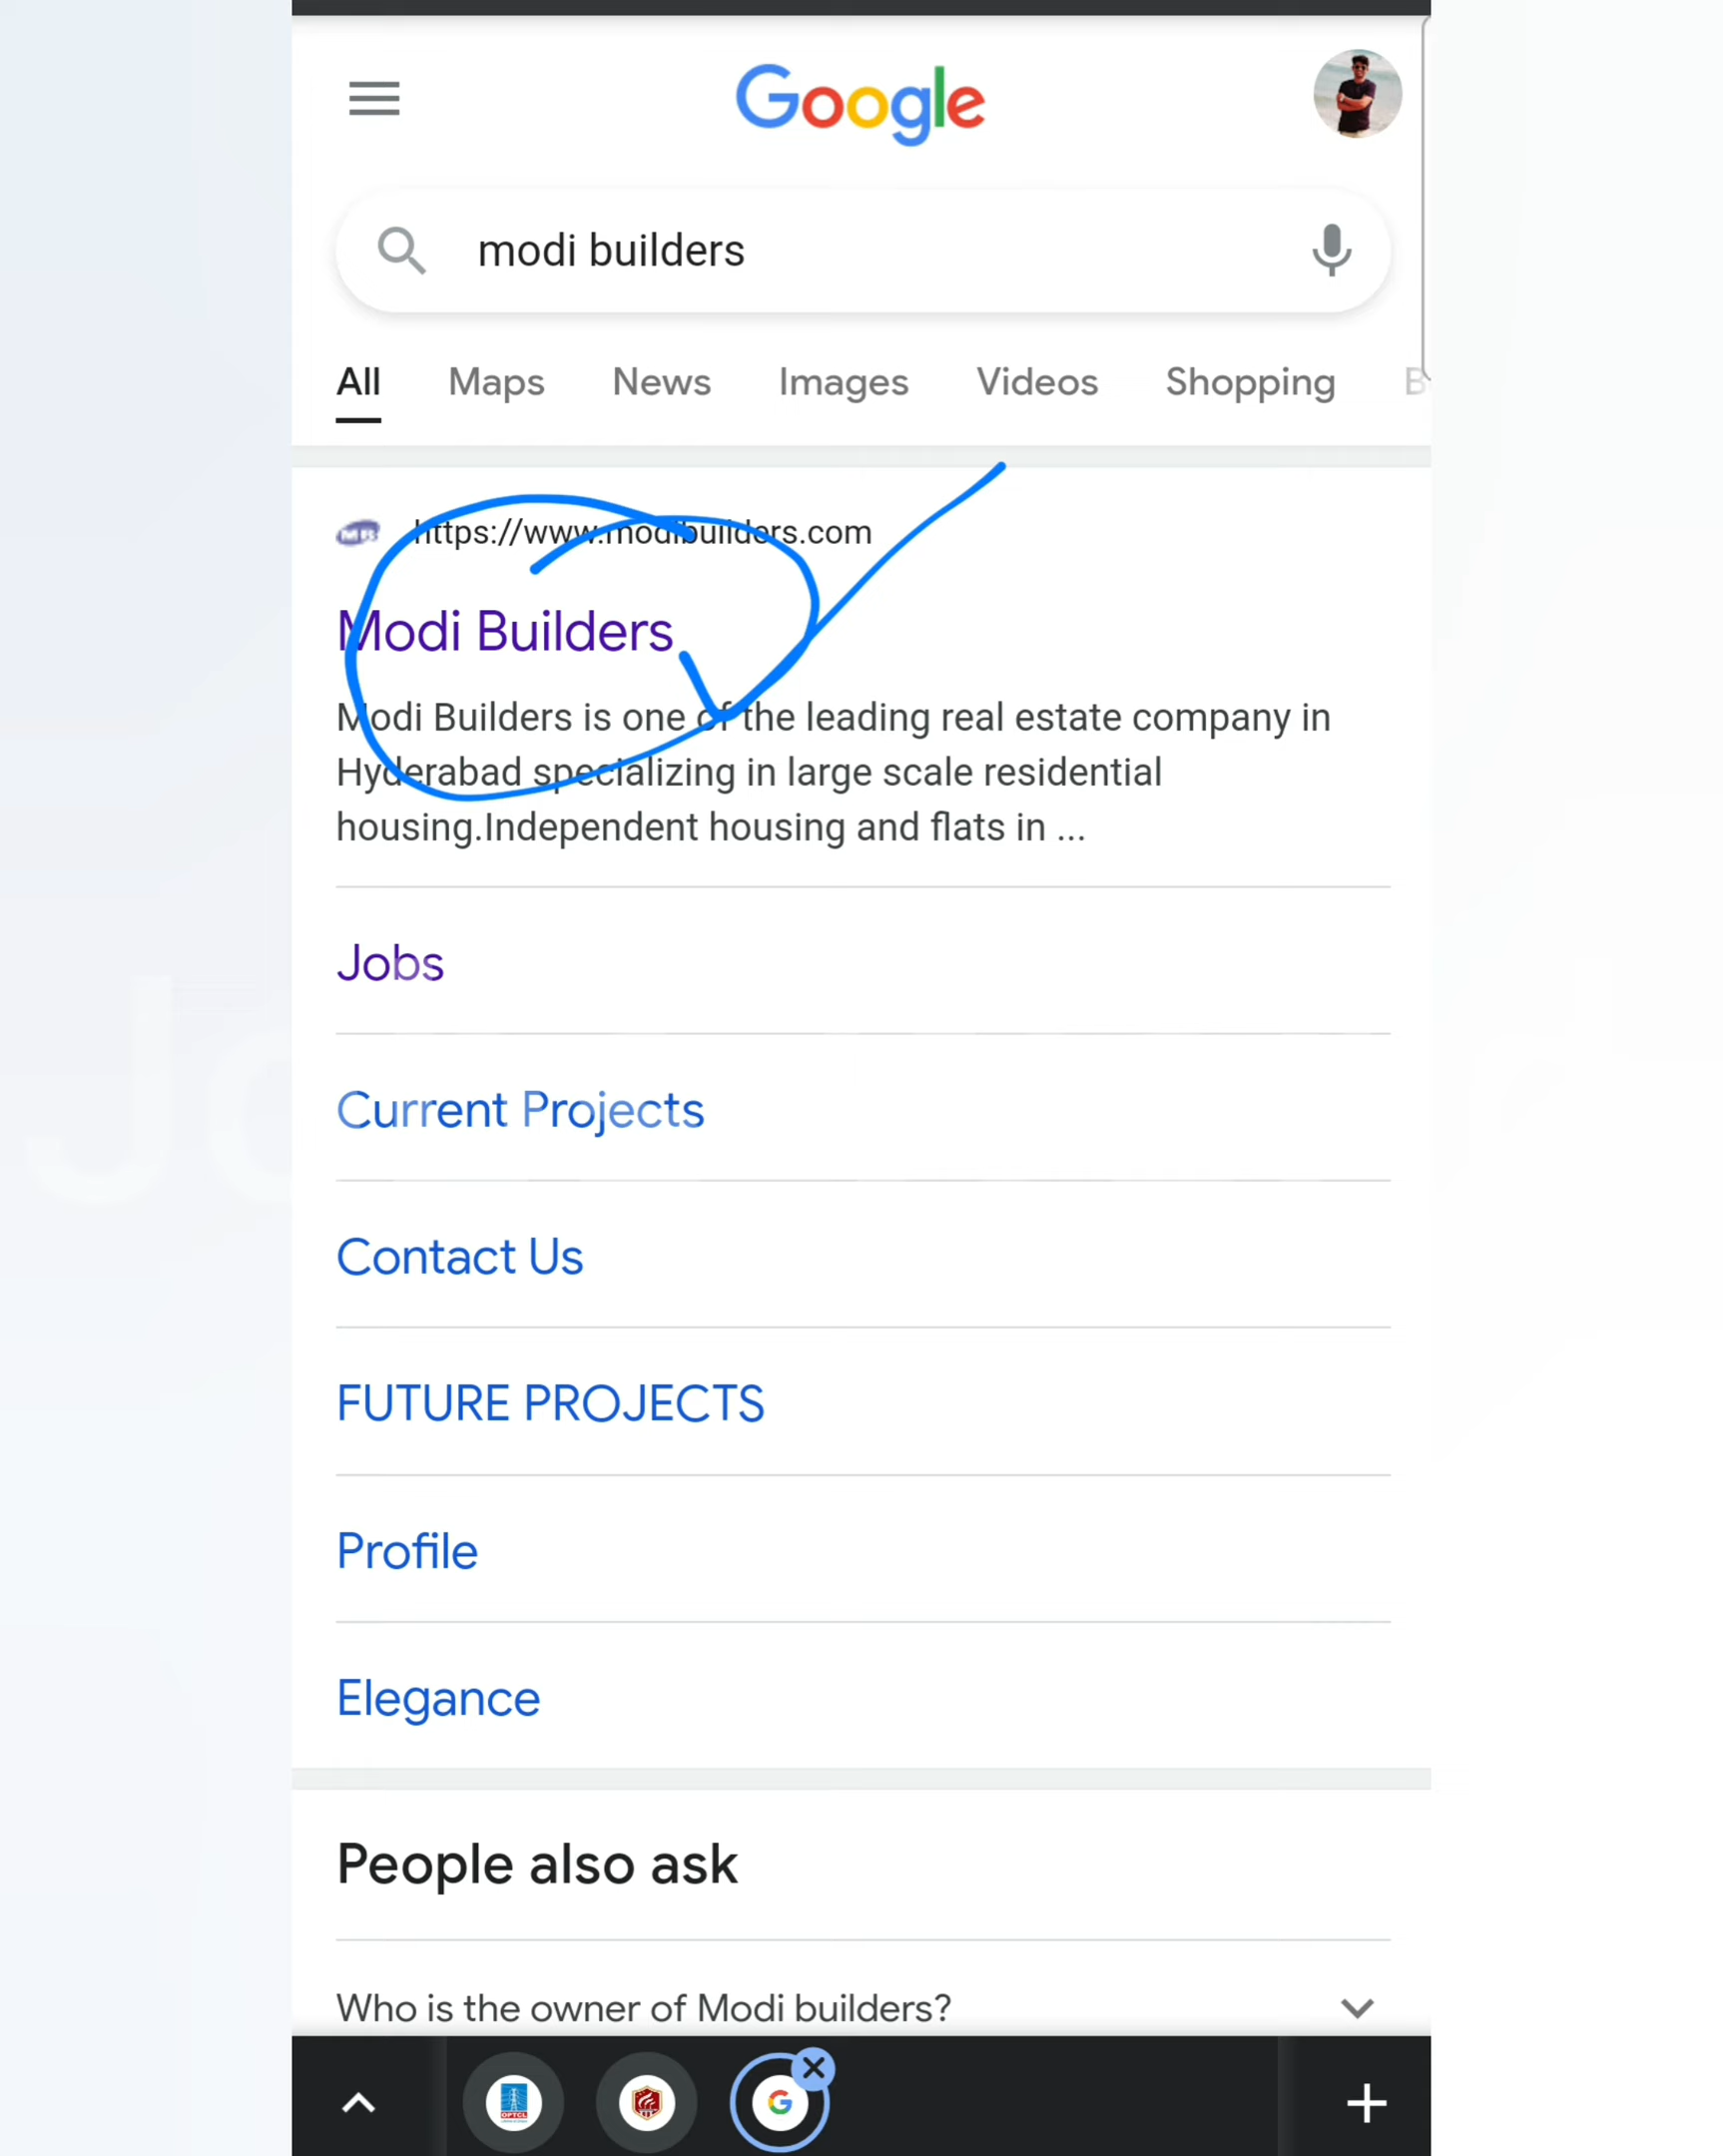 Google
modi builders
All Maps News Images Videos Shopping B
https://www.modibuilders.com
Modi Builders
Modi Builders is one of the leading real estate company in
Hyderabad specializing in large scale residential
housing.Independent housing and flats in ...
Jobs
Current Projects
Contact Us
FUTURE PROJECTS
Profile
Elegance
People also ask
Who is the owner of Modi builders?
OPTCL